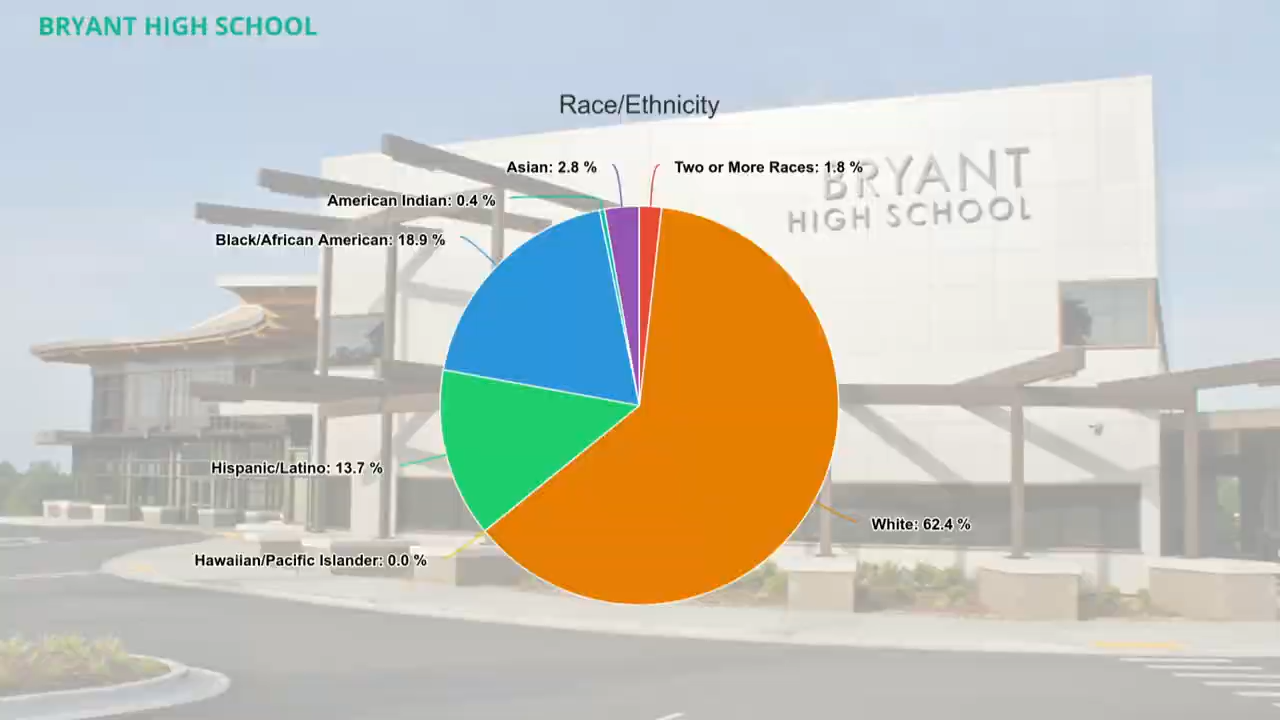 BRYANT HIGH SCHOOL
Race/Ethnicity
Asian: 2.8 %
Two or More Races: 1.8 %
American Indian: 0.4 %
Black/African American: 18.9 %
BRYANT
HIGH SCHOOL
Hispanic/Latino: 13.7 %
White: 62.4 %
Hawaiian/Pacific Islander: 0.0 %